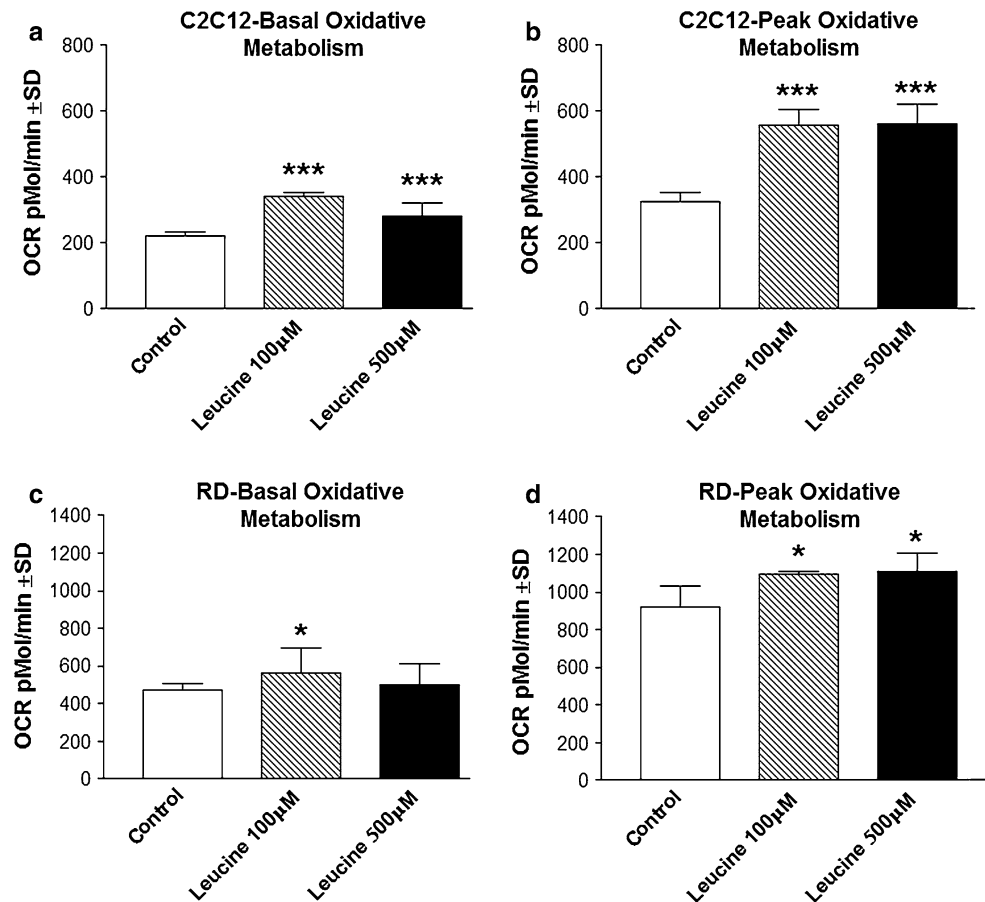 a
C2C12-Basal Oxidative
Metabolism
OCR pMol/min ±SD
800
600
400
200
0
***
***
Control
Leucine 100µM
Leucine 500µM
b
C2C12-Peak Oxidative
Metabolism
OCR pMol/min ±SD
800
600
400
200
0
***
***
Control
Leucine 100µM
Leucine 500µM
c
RD-Basal Oxidative
Metabolism
OCR pMol/min ±SD
1400
1200
1000
800
600
400
200
0
*
Control
Leucine 100µM
Leucine 500µM
d
RD-Peak Oxidative
Metabolism
OCR pMol/min ±SD
1400
1200
1000
800
600
400
200
0
*
*
Control
Leucine 100µM
Leucine 500µM